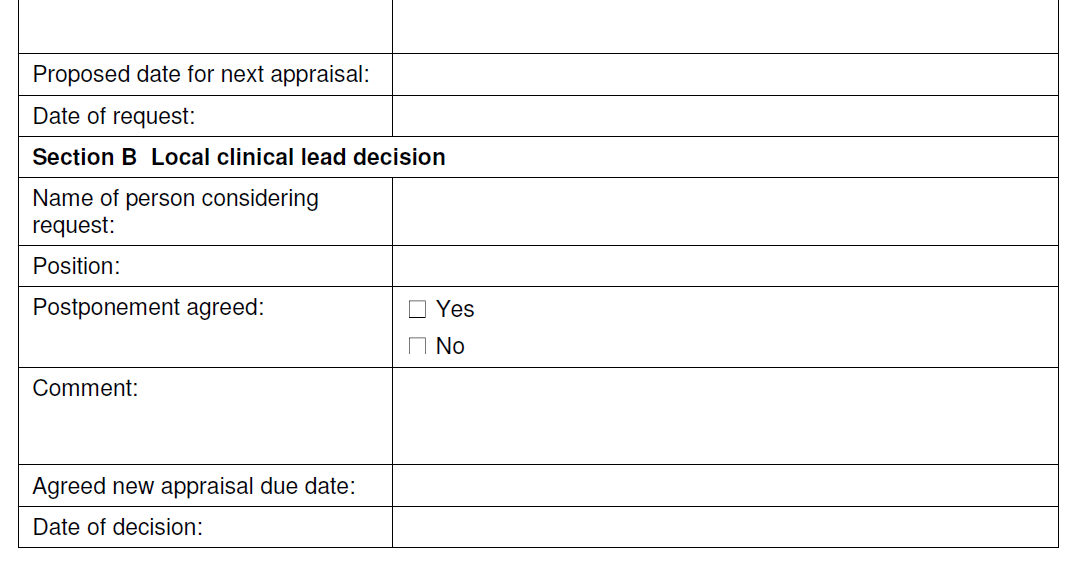 Proposed date for next appraisal:
Date of request:
Section B  Local clinical lead decision
Name of person considering
request:
Position:
Postponement agreed:
☐ Yes
☐ No
Comment:
Agreed new appraisal due date:
Date of decision: